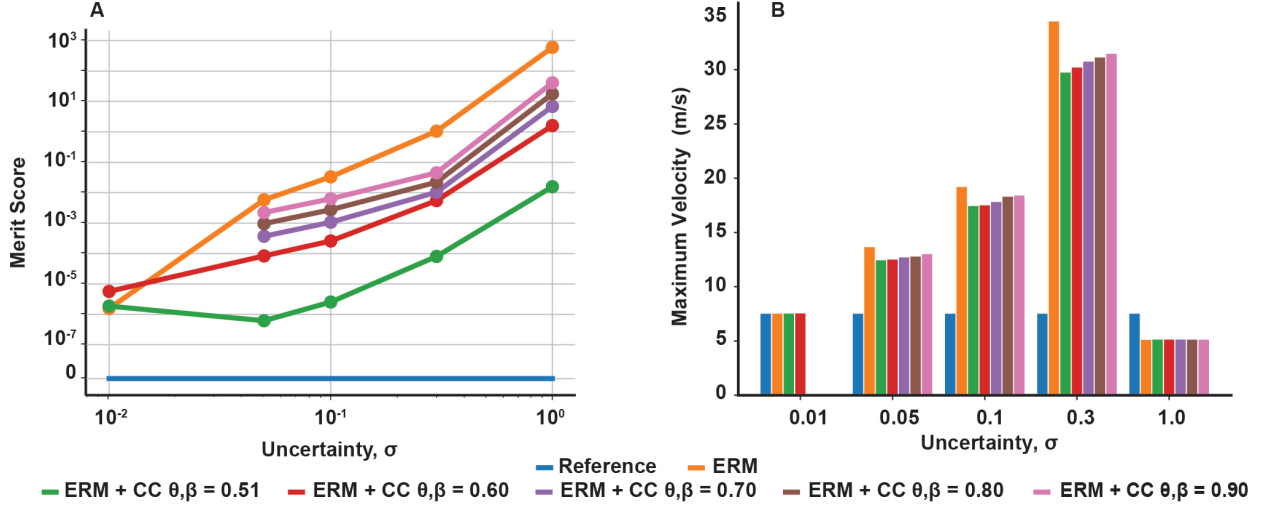 A
Merit Score
10³
10¹
10⁻¹
10⁻³
10⁻⁵
10⁻⁷
0
10⁻²
10⁻¹
10⁰
Uncertainty, σ
B
Maximum Velocity (m/s)
35
30
25
20
15
10
5
0
0.01
0.05
0.1
0.3
1.0
Uncertainty, σ
Reference
ERM
ERM + CC θ,β = 0.51
ERM + CC θ,β = 0.60
ERM + CC θ,β = 0.70
ERM + CC θ,β = 0.80
ERM + CC θ,β = 0.90